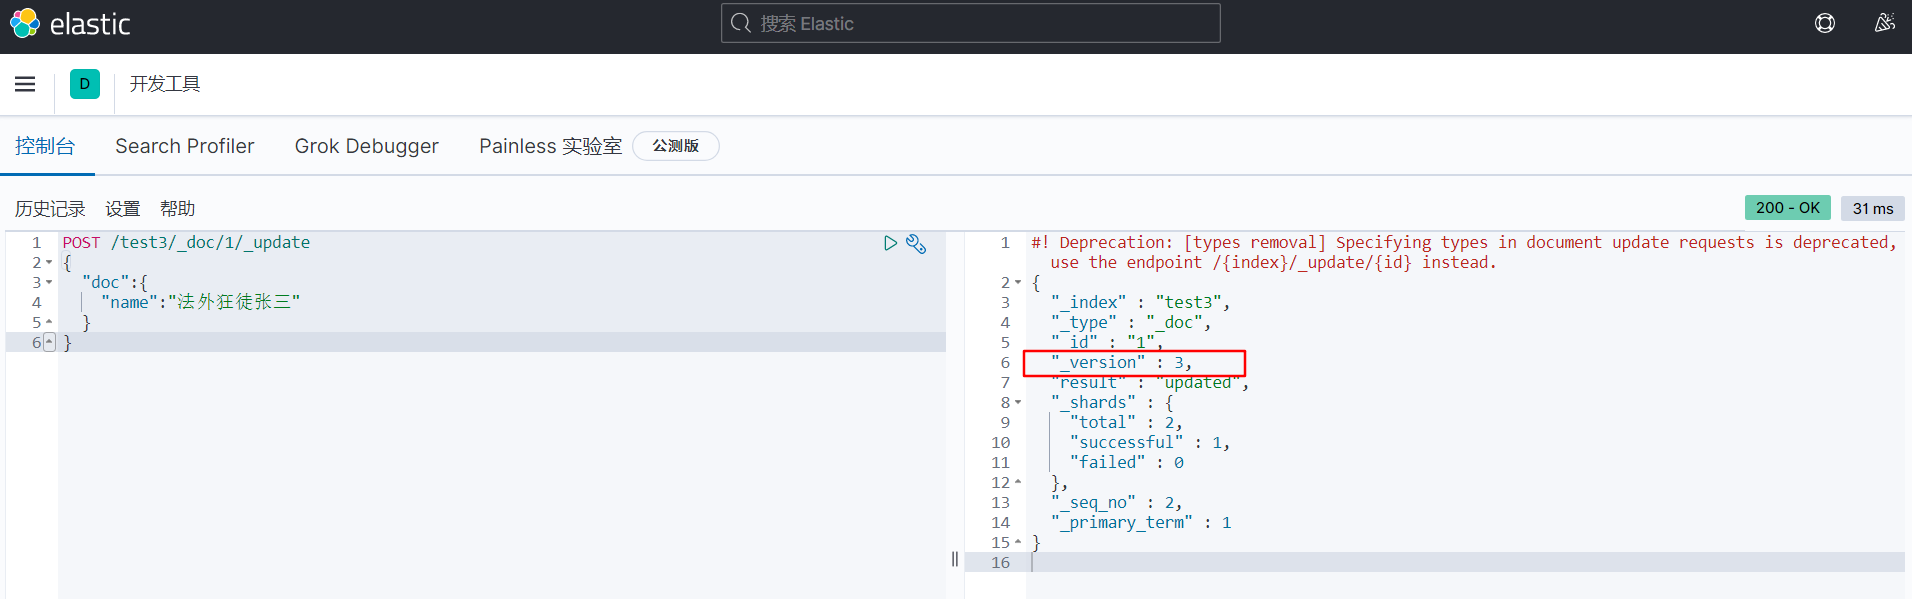 elastic
搜索 Elastic
D
开发工具
控制台 Search Profiler Grok Debugger Painless 实验室 公测版
历史记录 设置 帮助
200 - OK 31 ms
1 POST /test3/_doc/1/_update
2 {
3 "doc":{
4 "name":"法外狂徒张三"
5 }
6 }
1 #! Deprecation: [types removal] Specifying types in document update requests is deprecated,
use the endpoint /{index}/_update/{id} instead.
2 {
3 "_index" : "test3",
4 "_type" : "_doc",
5 "_id" : "1",
6 "_version" : 3,
7 "result" : "updated",
8 "_shards" : {
9 "total" : 2,
10 "successful" : 1,
11 "failed" : 0
12 },
13 "_seq_no" : 2,
14 "_primary_term" : 1
15 }
16